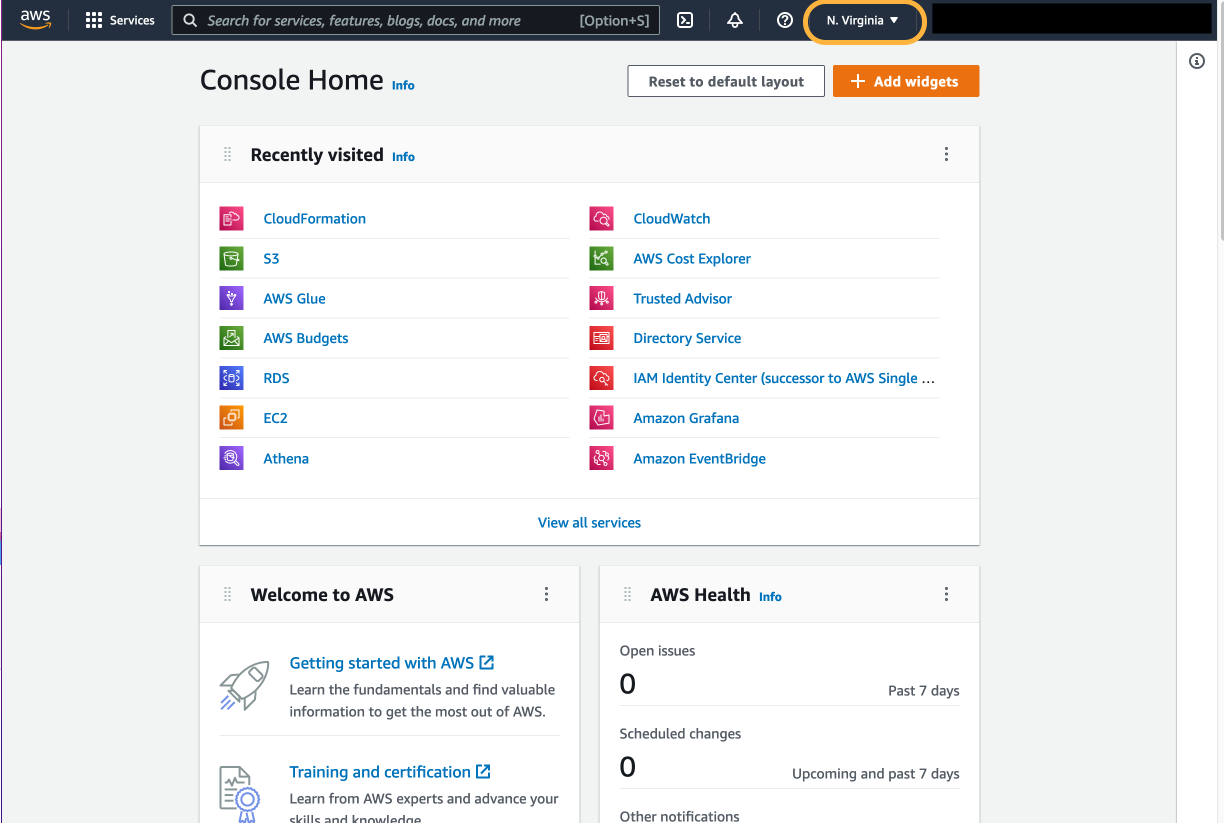 aws Services Search for services, features, blogs, docs, and more [Option+S] N. Virginia
Console Home Info Reset to default layout Add widgets
Recently visited Info
CloudFormation CloudWatch
S3 AWS Cost Explorer
AWS Glue Trusted Advisor
AWS Budgets Directory Service
RDS IAM Identity Center (successor to AWS Single ...
EC2 Amazon Grafana
Athena Amazon EventBridge
View all services
Welcome to AWS
Getting started with AWS
Learn the fundamentals and find valuable
information to get the most out of AWS.
Training and certification
Learn from AWS experts and advance your
skills and knowledge.
AWS Health Info
Open issues
0 Past 7 days
Scheduled changes
0 Upcoming and past 7 days
Other notifications